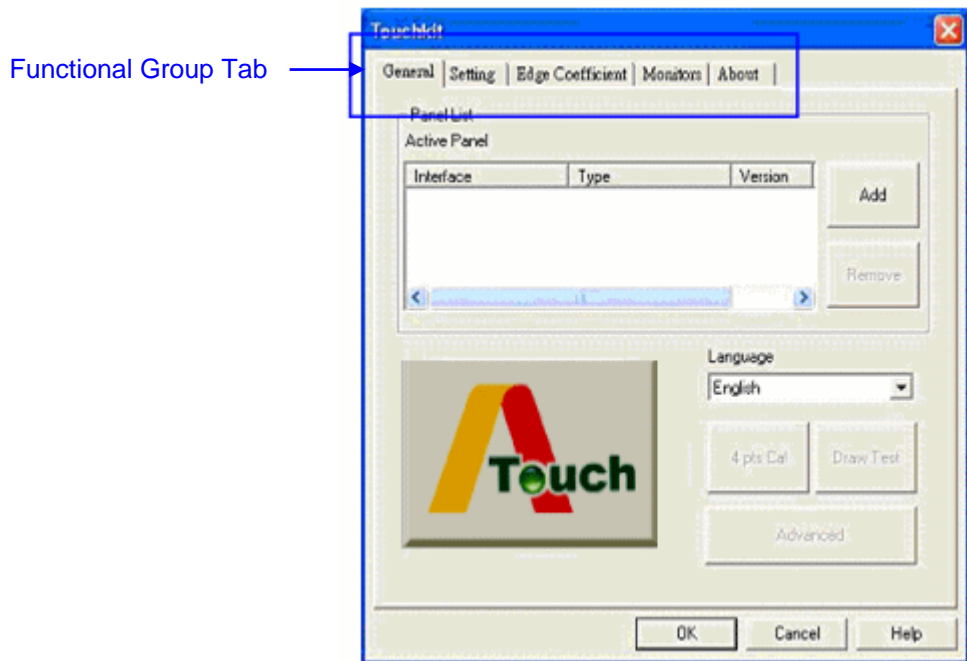 Touchkit
Functional Group Tab
General Setting Edge Coefficient Monitors About
Panel List
Active Panel
Interface Type Version
Add
Remove
Language
English
Touch
4 pts Cal Draw Test
Advanced
OK Cancel Help